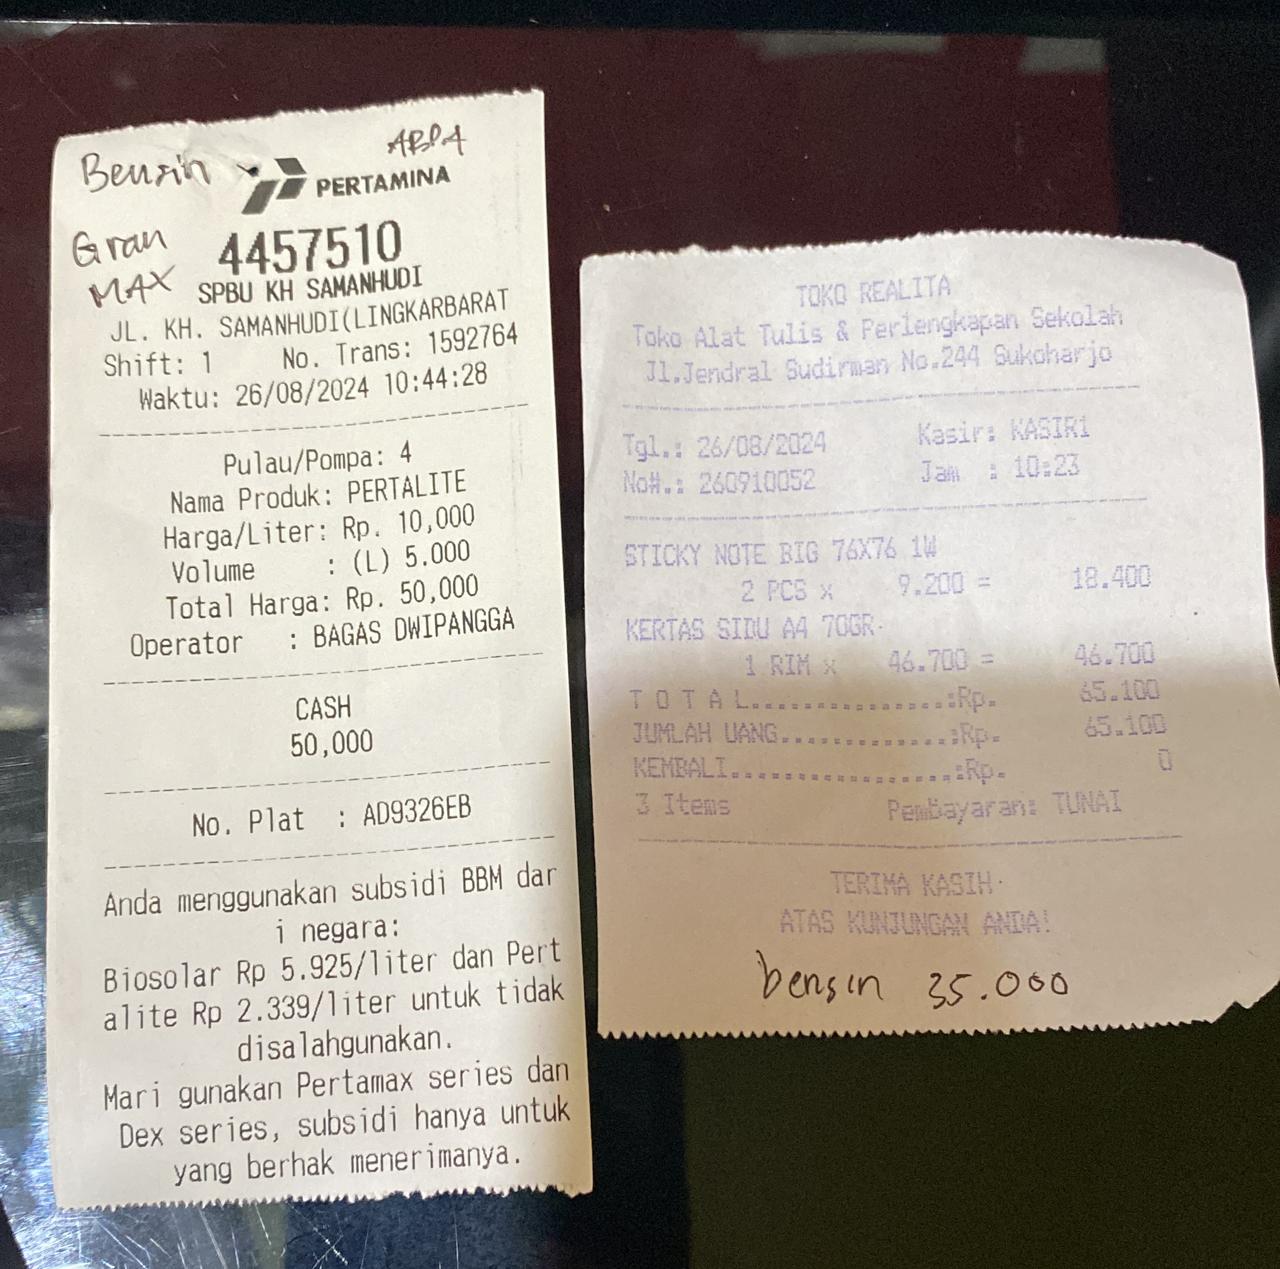 Bensin
ABPA
PERTAMINA
Gran
MAX
4457510
SPBU KH SAMANHUDI
JL. KH. SAMANHUDI(LINGKARBARAT
Shift: 1 No. Trans: 1592764
Waktu: 26/08/2024 10:44:28
Pulau/Pompa: 4
Nama Produk: PERTALITE
Harga/Liter: Rp. 10,000
Volume : (L) 5.000
Total Harga: Rp. 50,000
Operator : BAGAS DWIPANGGA
CASH
50,000
No. Plat : AD9326EB
Anda menggunakan subsidi BBM dar
i negara:
Biosolar Rp 5.925/liter dan Pert
alite Rp 2.339/liter untuk tidak
disalahgunakan.
Mari gunakan Pertamax series dan
Dex series, subsidi hanya untuk
yang berhak menerimanya.
TOKO REALITA
Toko Alat Tulis & Perlengkapan Sekolah
Jl.Jendral Sudirman No.244 Sukoharjo
Tgl.: 26/08/2024 Kasir: KASIR1
No#.: 260910052 Jam : 10:23
STICKY NOTE BIG 76X76 1W
2 PCS x 9.200 = 18.400
KERTAS SIDU A4 70GR
1 RIM x 46.700 = 46.700
T O T A L................:Rp. 65.100
JUMLAH UANG.............:Rp. 65.100
KEMBALI.................:Rp. 0
3 Items Pembayaran: TUNAI
TERIMA KASIH
ATAS KUNJUNGAN ANDA!
bensin 35.000